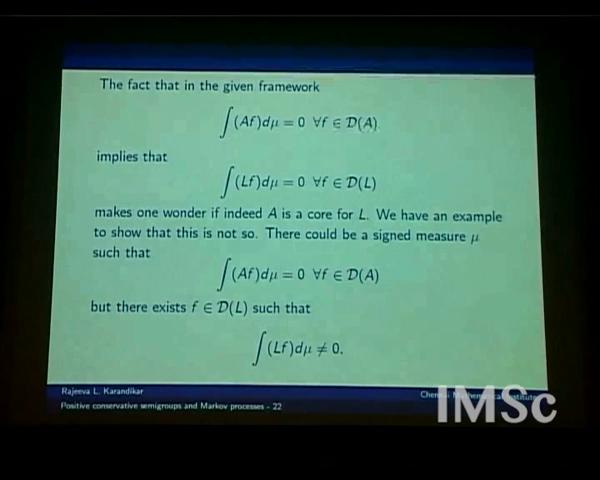 The fact that in the given framework
∫(Af)dμ = 0 ∀f ∈ D(A)
implies that
∫(Lf)dμ = 0 ∀f ∈ D(L)
makes one wonder if indeed A is a core for L. We have an example
to show that this is not so. There could be a signed measure μ
such that
∫(Af)dμ = 0 ∀f ∈ D(A)
but there exists f ∈ D(L) such that
∫(Lf)dμ ≠ 0.
Rajeeva L. Karandikar
Chennai Mathematical Institute
Positive conservative semigroups and Markov processes - 22
IMSc